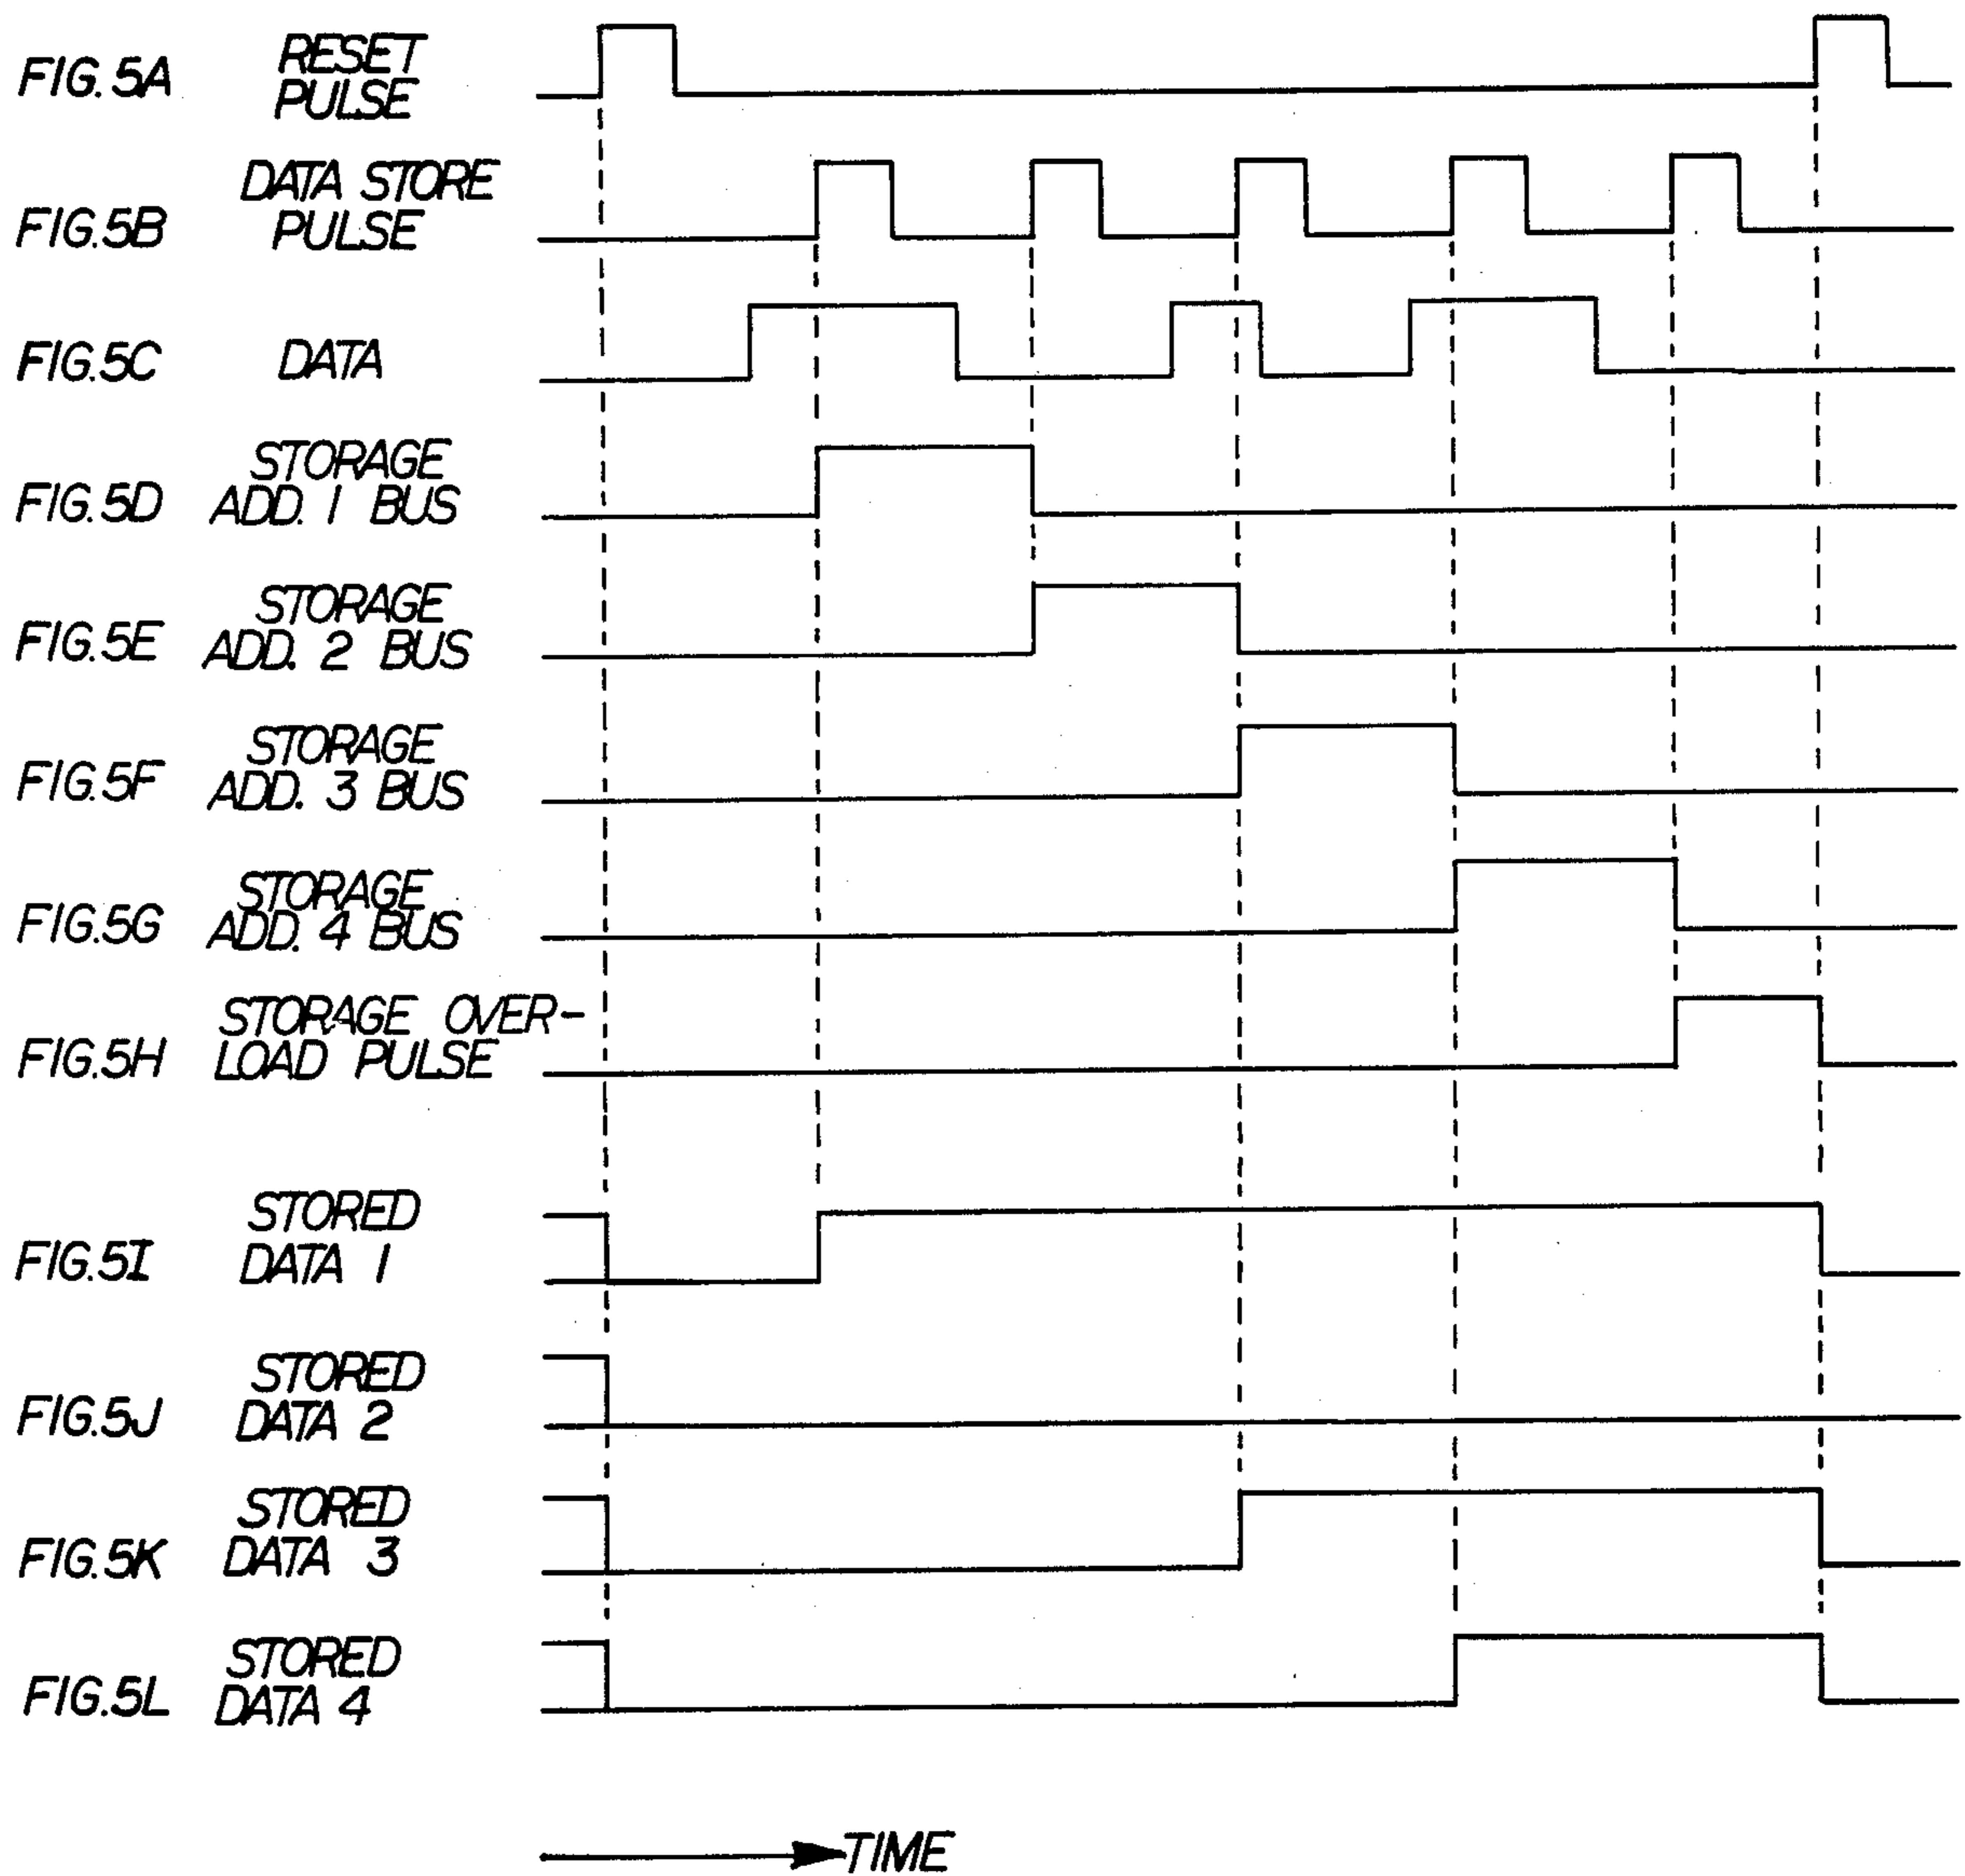 FIG.5A RESET PULSE
FIG.5B DATA STORE PULSE
FIG.5C DATA
FIG.5D STORAGE ADD. 1 BUS
FIG.5E STORAGE ADD. 2 BUS
FIG.5F STORAGE ADD. 3 BUS
FIG.5G STORAGE ADD. 4 BUS
FIG.5H STORAGE OVER-LOAD PULSE
FIG.5I STORED DATA 1
FIG.5J STORED DATA 2
FIG.5K STORED DATA 3
FIG.5L STORED DATA 4
TIME